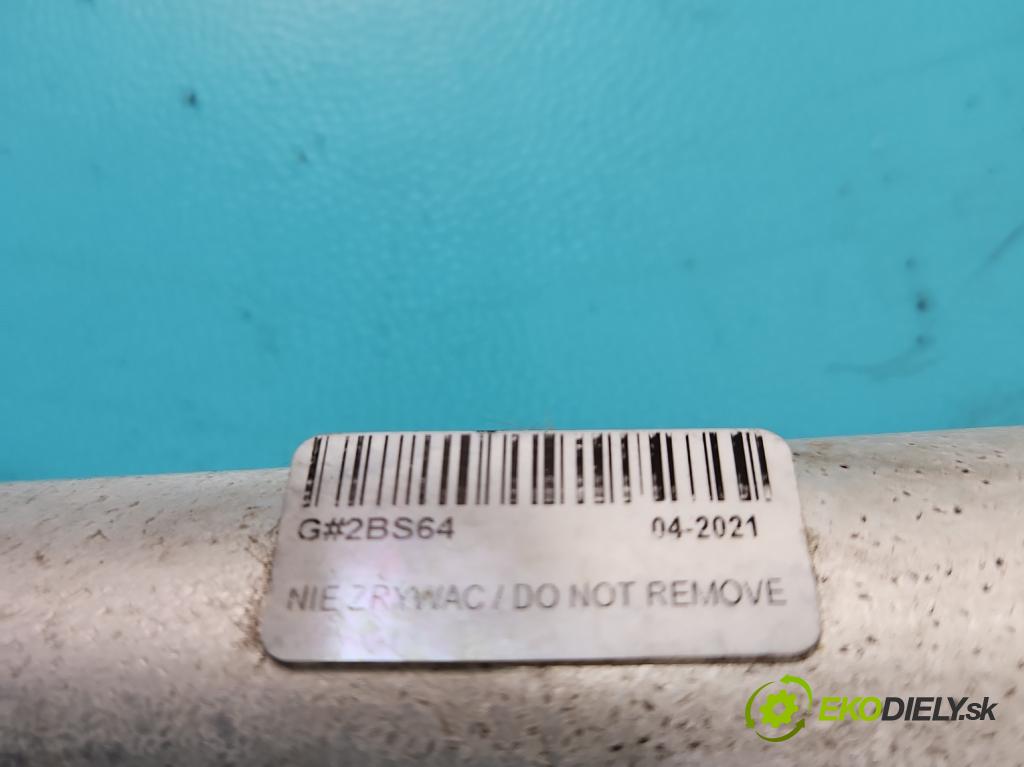 G#2BS64 04-2021
NIE ZRYWAC / DO NOT REMOVE
EKODIELY.sk